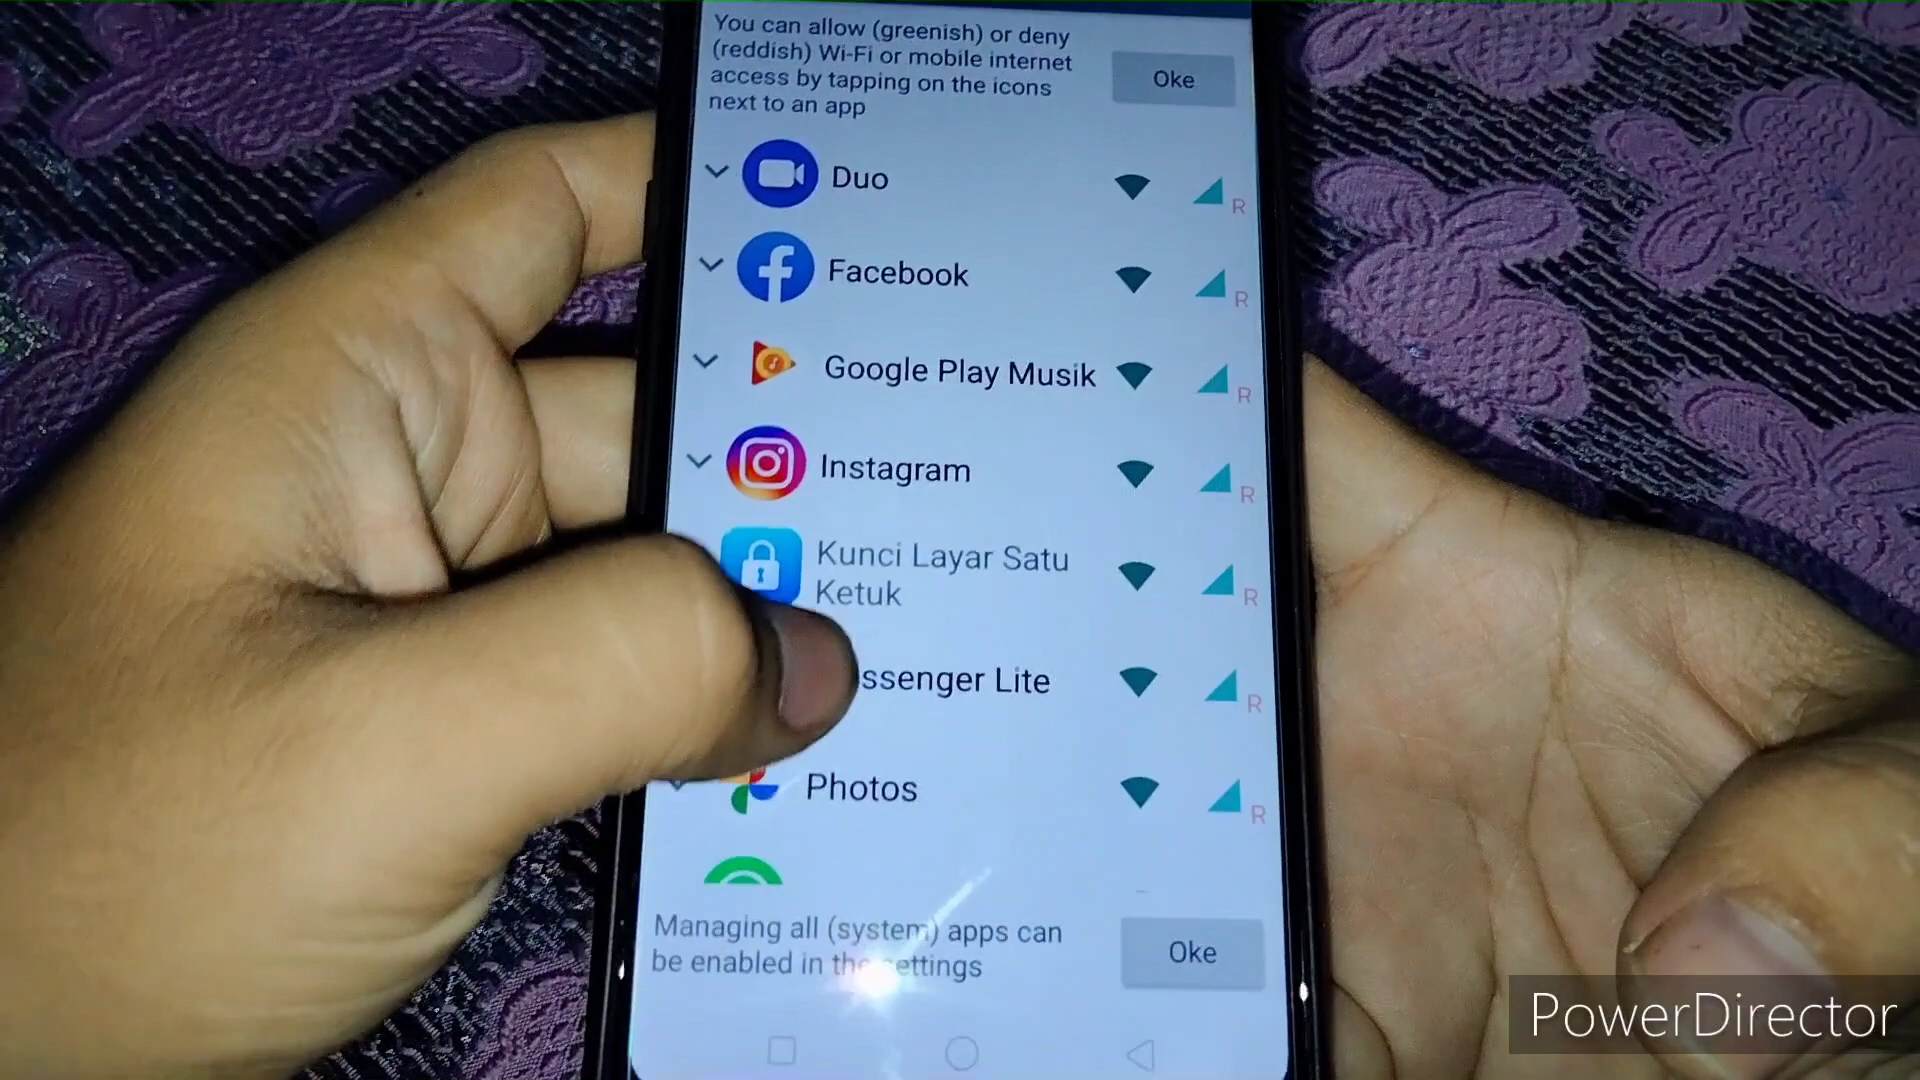 You can allow (greenish) or deny
(reddish) Wi-Fi or mobile internet
access by tapping on the icons
next to an app
Oke
Duo
R
Facebook
R
Google Play Musik
R
Instagram
R
Kunci Layar Satu
Ketuk
R
ssenger Lite
R
Photos
R
Managing all (system) apps can
be enabled in the settings
Oke
PowerDirector